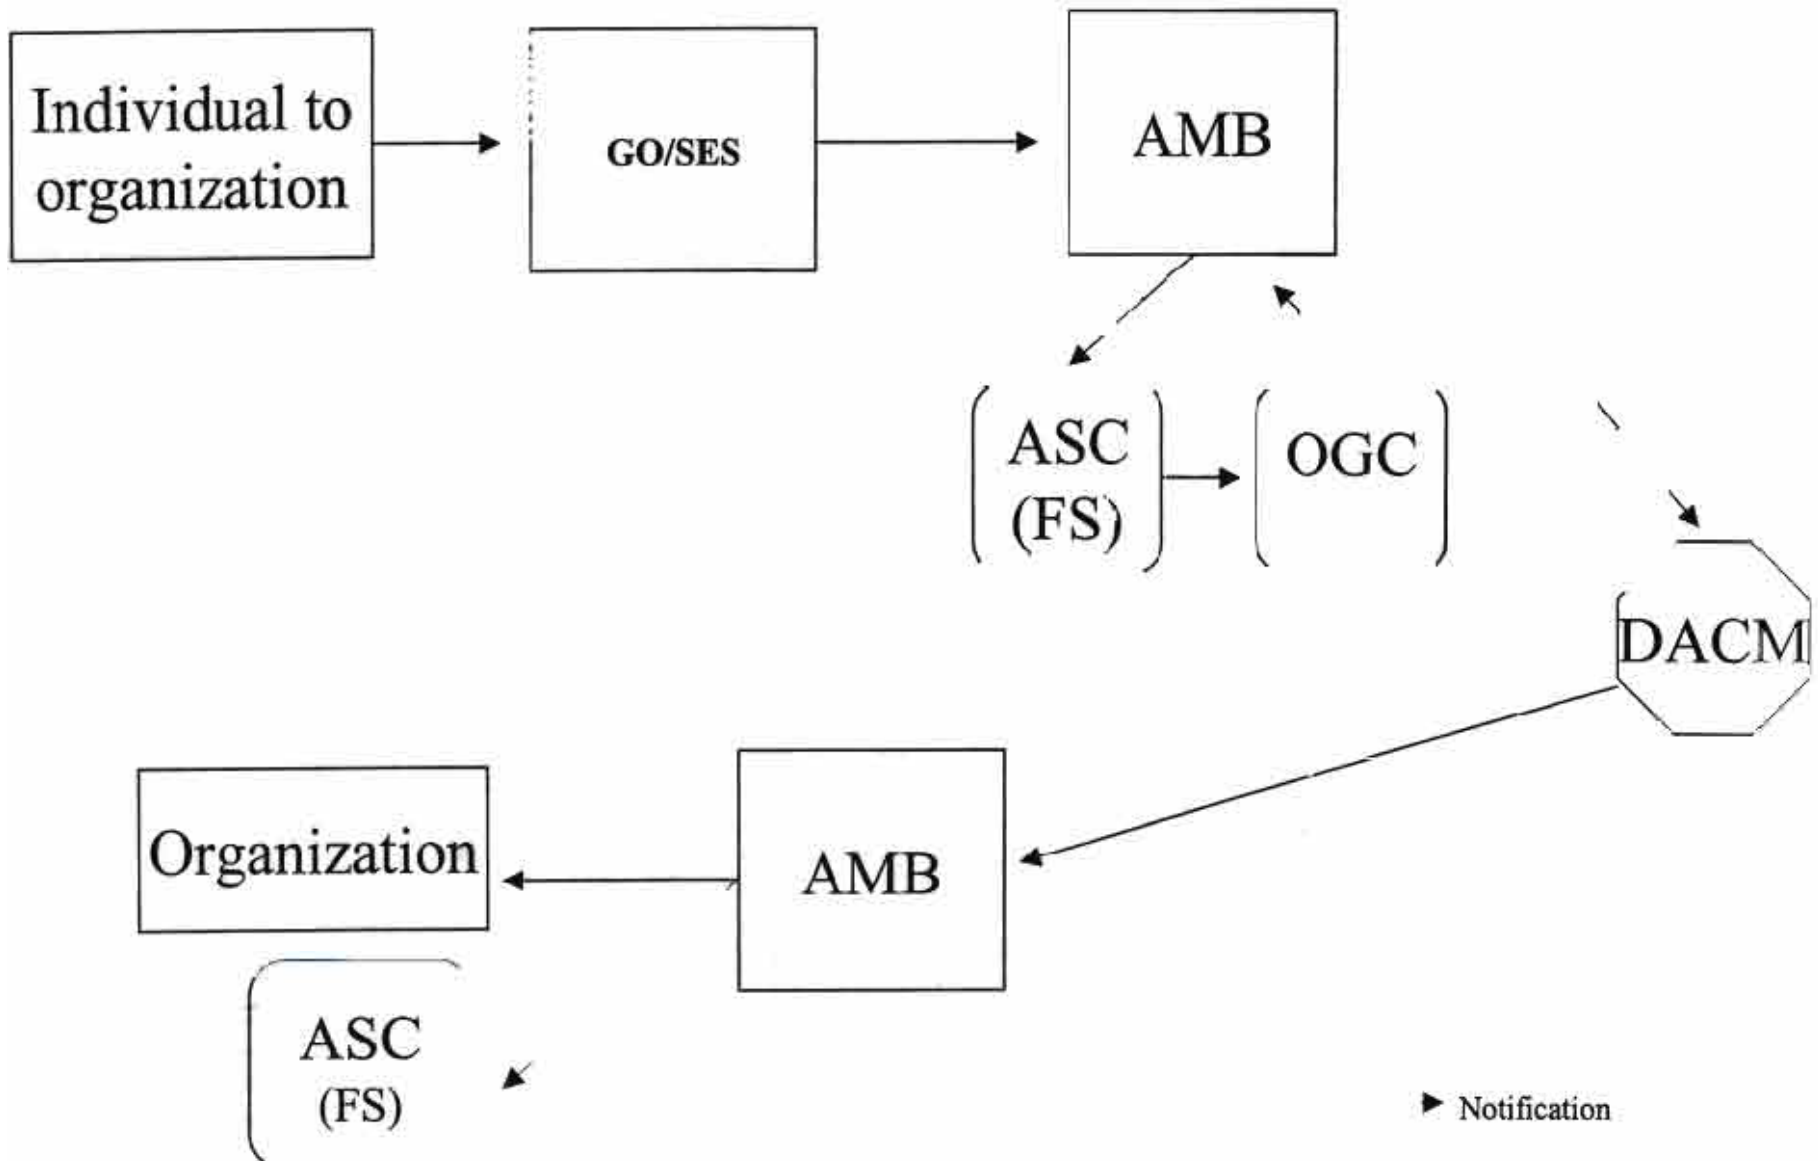 Individual to
organization
GO/SES
AMB
ASC
(FS)
OGC
DACM
Organization
AMB
ASC
(FS)
Notification